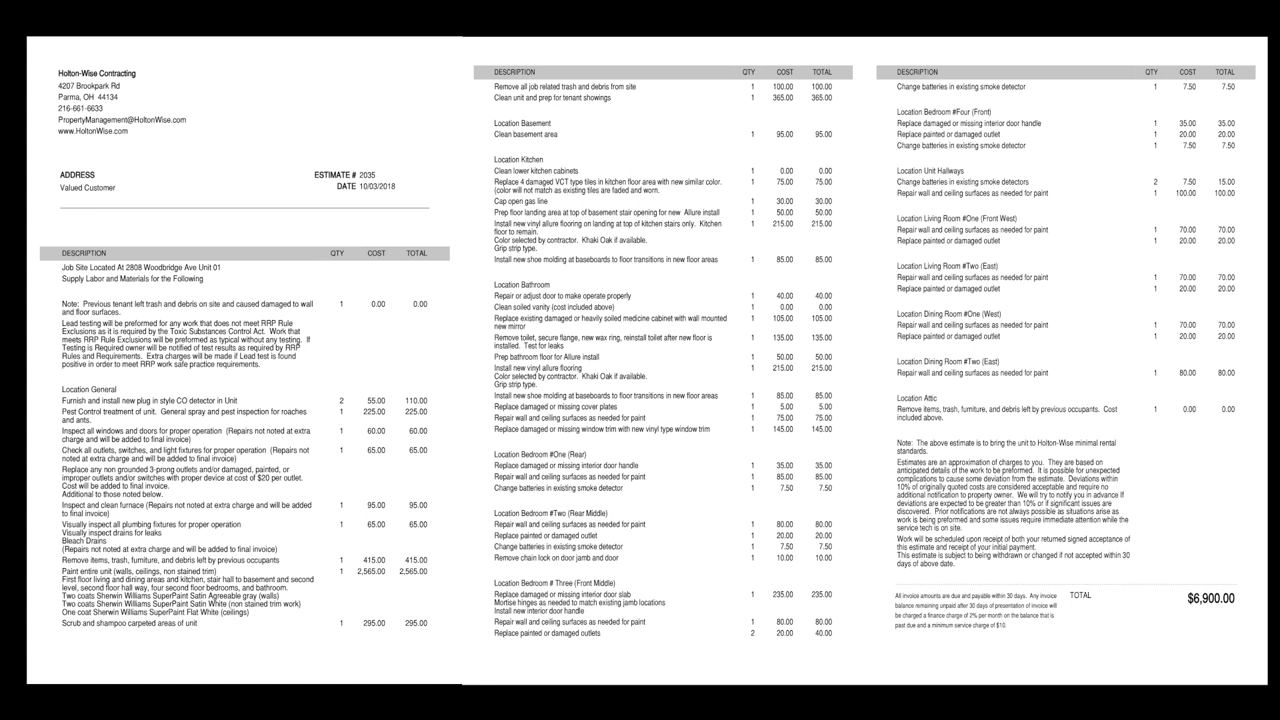 Holton-Wise Contracting
4207 Brookpark Rd
Parma, OH 44134
216-661-6633
PropertyManagement@HoltonWise.com
www.HoltonWise.com
ADDRESS
Valued Customer
ESTIMATE # 2035
DATE 10/03/2018
DESCRIPTION QTY COST TOTAL
Job Site Located At 2808 Woodbridge Ave Unit 01
Supply Labor and Materials for the Following
Note: Previous tenant left trash and debris on site and caused damaged to wall 1 0.00 0.00
and floor surfaces.
Lead testing will be preformed for any work that does not meet RRP Rule
Exclusions as it is required by the Toxic Substances Control Act. Work that
meets RRP Rule Exclusions will be preformed as typical without any testing. If
Testing is Required owner will be notified of test results as required by RRP
Rules and Requirements. Extra charges will be made if Lead test is found
positive in order to meet RRP work safe practice requirements.
Location General
Furnish and install new plug in style CO detector in Unit 2 55.00 110.00
Pest Control treatment of unit. General spray and pest inspection for roaches 1 225.00 225.00
and ants.
Inspect all windows and doors for proper operation (Repairs not noted at extra 1 60.00 60.00
charge and will be added to final invoice)
Check all outlets, switches, and light fixtures for proper operation (Repairs not 1 65.00 65.00
noted at extra charge and will be added to final invoice)
Replace any non grounded 3-prong outlets and/or damaged, painted, or
improper outlets and/or switches with proper device at cost of $20 per outlet.
Cost will be added to final invoice.
Additional to those noted below.
Inspect and clean furnace (Repairs not noted at extra charge and will be added 1 95.00 95.00
to final invoice)
Visually inspect all plumbing fixtures for proper operation 1 65.00 65.00
Visually inspect drains for leaks
Bleach Drains
(Repairs not noted at extra charge and will be added to final invoice)
Remove items, trash, furniture, and debris left by previous occupants 1 415.00 415.00
Paint entire unit (walls, ceilings, non stained trim) 1 2,565.00 2,565.00
First floor living and dining areas and kitchen, stair hall to basement and second
level, second floor hall way, four second floor bedrooms, and bathroom.
Two coats Sherwin Williams SuperPaint Satin Agreeable gray (walls)
Two coats Sherwin Williams SuperPaint Satin White (non stained trim work)
One coat Sherwin Williams SuperPaint Flat White (ceilings)
Scrub and shampoo carpeted areas of unit 1 295.00 295.00
DESCRIPTION QTY COST TOTAL
Remove all job related trash and debris from site 1 100.00 100.00
Clean unit and prep for tenant showings 1 365.00 365.00
Location Basement
Clean basement area 1 95.00 95.00
Location Kitchen
Clean lower kitchen cabinets 1 0.00 0.00
Replace 4 damaged VCT type tiles in kitchen floor area with new similar color. 1 75.00 75.00
(color will not match as existing tiles are faded and worn.
Cap open gas line 1 30.00 30.00
Prep floor landing area at top of basement stair opening for new Allure install 1 50.00 50.00
Install new vinyl allure flooring on landing at top of kitchen stairs only. Kitchen 1 215.00 215.00
floor to remain.
Color selected by contractor. Khaki Oak if available.
Grip strip type.
Install new shoe molding at baseboards to floor transitions in new floor areas 1 85.00 85.00
Location Bathroom
Repair or adjust door to make operate properly 1 40.00 40.00
Clean soiled vanity (cost included above) 1 0.00 0.00
Replace existing damaged or heavily soiled medicine cabinet with wall mounted 1 105.00 105.00
new mirror
Remove toilet, secure flange, new wax ring, reinstall toilet after new floor is 1 135.00 135.00
installed. Test for leaks
Prep bathroom floor for Allure install 1 50.00 50.00
Install new vinyl allure flooring 1 215.00 215.00
Color selected by contractor. Khaki Oak if available.
Grip strip type.
Install new shoe molding at baseboards to floor transitions in new floor areas 1 85.00 85.00
Replace damaged or missing cover plates 1 5.00 5.00
Repair wall and ceiling surfaces as needed for paint 1 75.00 75.00
Replace damaged or missing window trim with new vinyl type window trim 1 145.00 145.00
Location Bedroom #One (Rear)
Replace damaged or missing interior door handle 1 35.00 35.00
Repair wall and ceiling surfaces as needed for paint 1 85.00 85.00
Change batteries in existing smoke detector 1 7.50 7.50
Location Bedroom #Two (Rear Middle)
Repair wall and ceiling surfaces as needed for paint 1 80.00 80.00
Replace painted or damaged outlet 1 20.00 20.00
Change batteries in existing smoke detector 1 7.50 7.50
Remove chain lock on door jamb and door 1 10.00 10.00
Location Bedroom # Three (Front Middle)
Replace damaged or missing interior door slab 1 235.00 235.00
Mortise hinges as needed to match existing jamb locations
Install new interior door handle
Repair wall and ceiling surfaces as needed for paint 1 80.00 80.00
Replace painted or damaged outlets 2 20.00 40.00
DESCRIPTION QTY COST TOTAL
Change batteries in existing smoke detector 1 7.50 7.50
Location Bedroom #Four (Front)
Replace damaged or missing interior door handle 1 35.00 35.00
Replace painted or damaged outlet 1 20.00 20.00
Change batteries in existing smoke detector 1 7.50 7.50
Location Unit Hallways
Change batteries in existing smoke detectors 2 7.50 15.00
Repair wall and ceiling surfaces as needed for paint 1 100.00 100.00
Location Living Room #One (Front West)
Repair wall and ceiling surfaces as needed for paint 1 70.00 70.00
Replace painted or damaged outlet 1 20.00 20.00
Location Living Room #Two (East)
Repair wall and ceiling surfaces as needed for paint 1 70.00 70.00
Replace painted or damaged outlet 1 20.00 20.00
Location Dining Room #One (West)
Repair wall and ceiling surfaces as needed for paint 1 70.00 70.00
Replace painted or damaged outlet 1 20.00 20.00
Location Dining Room #Two (East)
Repair wall and ceiling surfaces as needed for paint 1 80.00 80.00
Location Attic
Remove items, trash, furniture, and debris left by previous occupants. Cost 1 0.00 0.00
included above.
Note: The above estimate is to bring the unit to Holton-Wise minimal rental
standards.
Estimates are an approximation of charges to you. They are based on
anticipated details of the work to be preformed. It is possible for unexpected
complications to cause some deviation from the estimate. Deviations within
10% of originally quoted costs are considered acceptable and require no
additional notification to property owner. We will try to notify you in advance If
deviations are expected to be greater than 10% or if significant issues are
discovered. Prior notifications are not always possible as situations arise as
work is being preformed and some issues require immediate attention while the
service tech is on site.
Work will be scheduled upon receipt of both your returned signed acceptance of
this estimate and receipt of your initial payment.
This estimate is subject to being withdrawn or changed if not accepted within 30
days of above date.
All invoice amounts are due and payable within 30 days. Any invoice
balance remaining unpaid after 30 days of presentation of invoice will
be charged a finance charge of 2% per month on the balance that is
past due and a minimum service charge of $10.
TOTAL $6,900.00